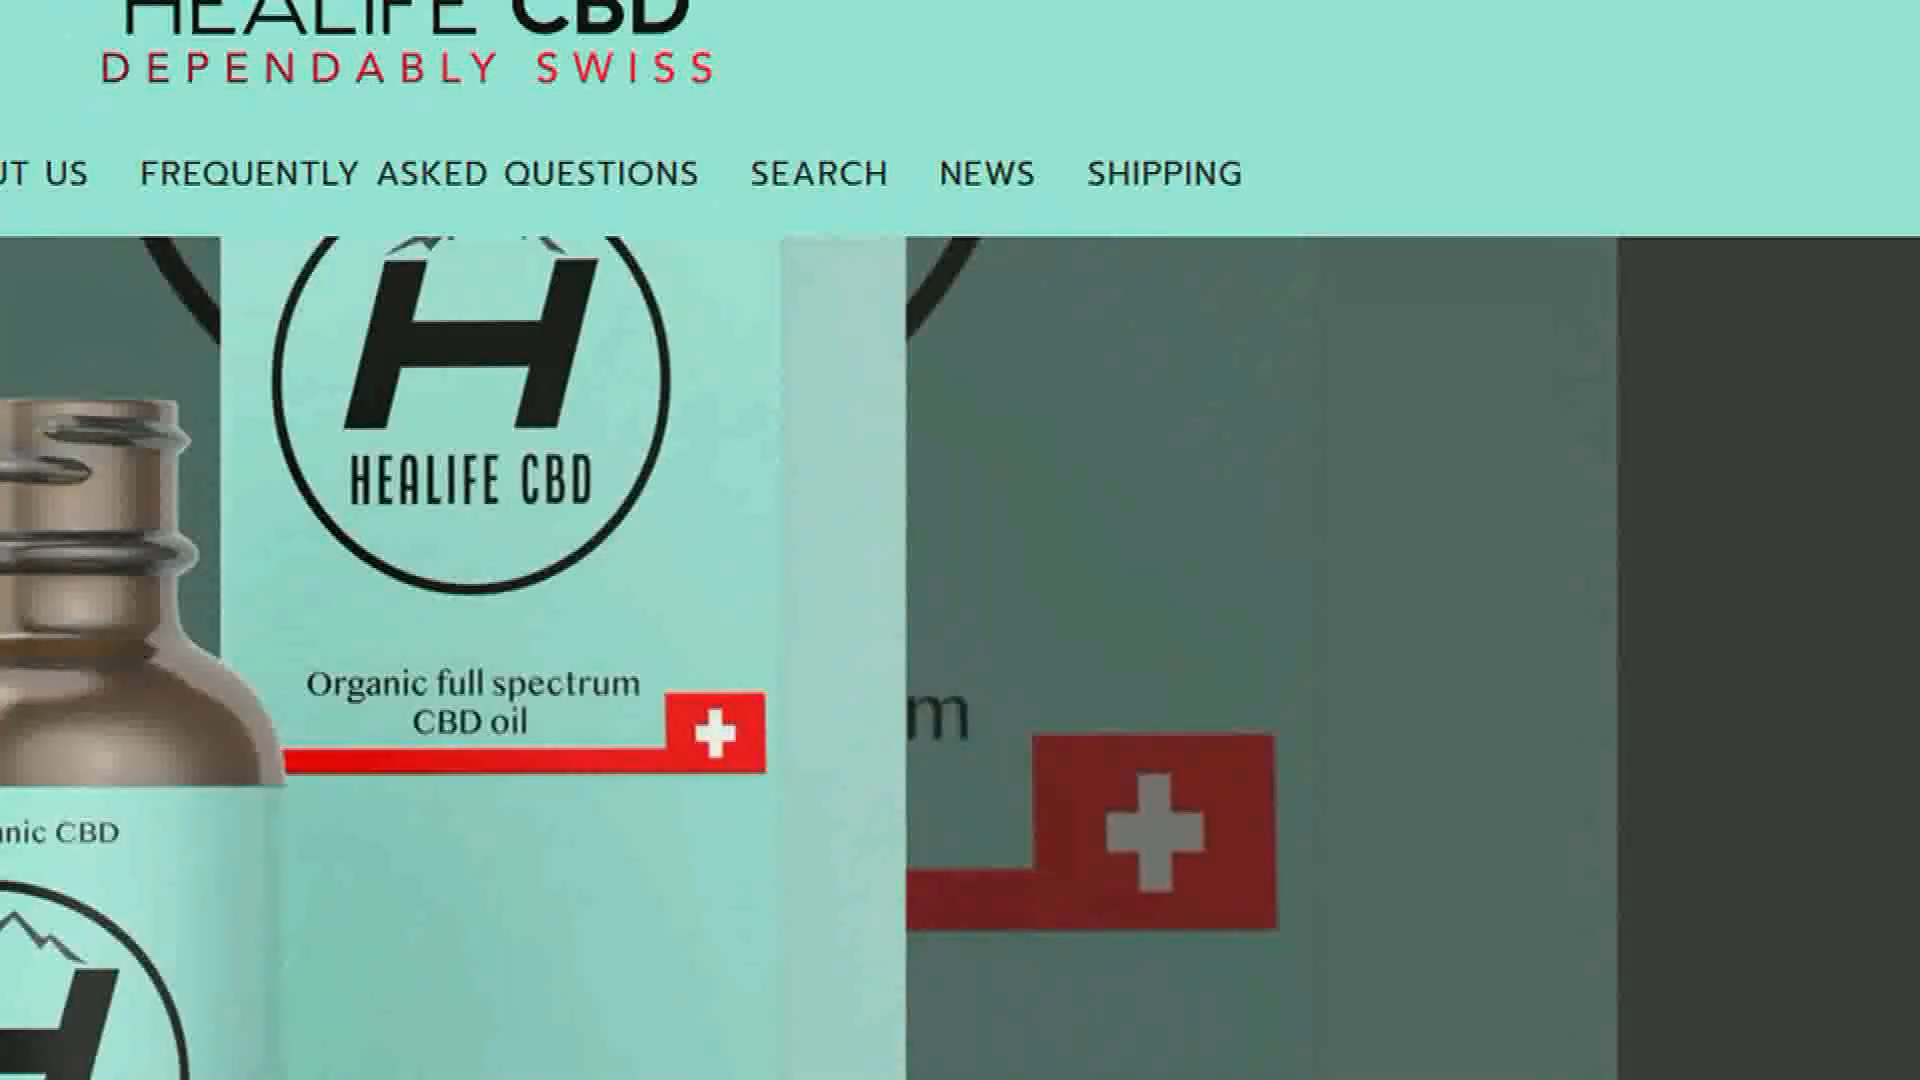 HEALIFE CBD
DEPENDABLY SWISS
UT US FREQUENTLY ASKED QUESTIONS SEARCH NEWS SHIPPING
H
HEALIFE CBD
Organic full spectrum
CBD oil
m
nic CBD
H